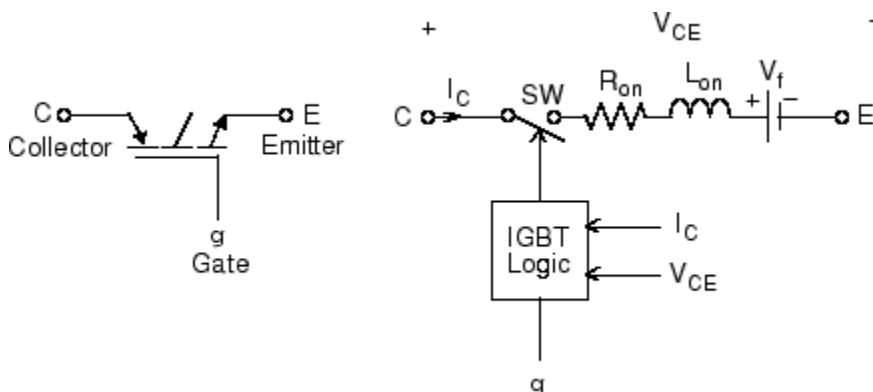 C
E
Collector
Emitter
g
Gate
+ V_CE -
I_C
SW
R_on
L_on
V_f
C
+ -
E
IGBT
Logic
I_C
V_CE
g